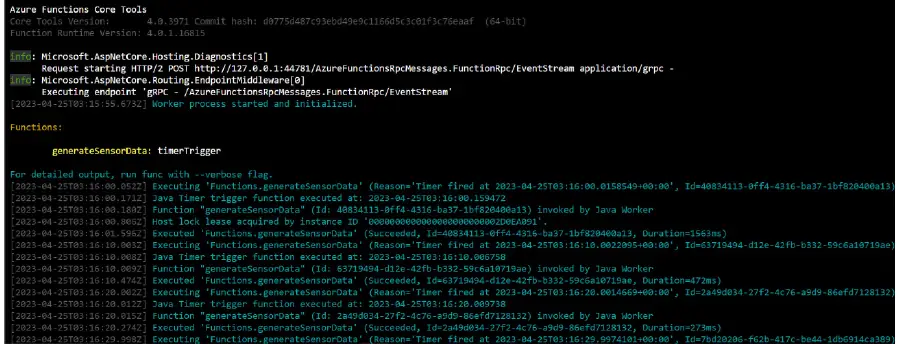 Azure Functions Core Tools
Core Tools Version: 4.0.3971 Commit hash: d0775d487c93ebd49e9c1166d5c3c01f3c76eaaf (64-bit)
Function Runtime Version: 4.0.1.16815
info: Microsoft.AspNetCore.Hosting.Diagnostics[1]
Request starting HTTP/2 POST http://127.0.0.1:44781/AzureFunctionsRpcMessages.FunctionRpc/EventStream application/grpc -
info: Microsoft.AspNetCore.Routing.EndpointMiddleware[0]
Executing endpoint 'gRPC - /AzureFunctionsRpcMessages.FunctionRpc/EventStream'
[2023-04-25T03:15:55.673Z] Worker process started and initialized.
Functions:
generateSensorData: timerTrigger
For detailed output, run func with --verbose flag.
[2023-04-25T03:16:00.052Z] Executing 'Functions.generateSensorData' (Reason='Timer fired at 2023-04-25T03:16:00.0158549+00:00', Id=40834113-0ff4-4316-ba37-1bf820400a13)
[2023-04-25T03:16:00.171Z] Java Timer trigger function executed at: 2023-04-25T03:16:00.159472
[2023-04-25T03:16:00.180Z] Function "generateSensorData" (Id: 40834113-0ff4-4316-ba37-1bf820400a13) invoked by Java Worker
[2023-04-25T03:16:00.806Z] Host lock lease acquired by instance ID '000000000000000000000000002D0EA091'.
[2023-04-25T03:16:01.596Z] Executed 'Functions.generateSensorData' (Succeeded, Id=40834113-0ff4-4316-ba37-1bf820400a13, Duration=1563ms)
[2023-04-25T03:16:10.003Z] Executing 'Functions.generateSensorData' (Reason='Timer fired at 2023-04-25T03:16:10.0022095+00:00', Id=63719494-d12e-42fb-b332-59c6a10719ae)
[2023-04-25T03:16:10.008Z] Java Timer trigger function executed at: 2023-04-25T03:16:10.006758
[2023-04-25T03:16:10.009Z] Function "generateSensorData" (Id: 63719494-d12e-42fb-b332-59c6a10719ae) invoked by Java Worker
[2023-04-25T03:16:10.474Z] Executed 'Functions.generateSensorData' (Succeeded, Id=63719494-d12e-42fb-b332-59c6a10719ae, Duration=472ms)
[2023-04-25T03:16:20.002Z] Executing 'Functions.generateSensorData' (Reason='Timer fired at 2023-04-25T03:16:20.0014669+00:00', Id=2a49d034-27f2-4c76-a9d9-86efd7128132)
[2023-04-25T03:16:20.012Z] Java Timer trigger function executed at: 2023-04-25T03:16:20.009738
[2023-04-25T03:16:20.015Z] Function "generateSensorData" (Id: 2a49d034-27f2-4c76-a9d9-86efd7128132) invoked by Java Worker
[2023-04-25T03:16:20.274Z] Executed 'Functions.generateSensorData' (Succeeded, Id=2a49d034-27f2-4c76-a9d9-86efd7128132, Duration=273ms)
[2023-04-25T03:16:29.998Z] Executing 'Functions.generateSensorData' (Reason='Timer fired at 2023-04-25T03:16:29.9974101+00:00', Id=7bd20206-f62b-417c-be44-1db6914ca389)